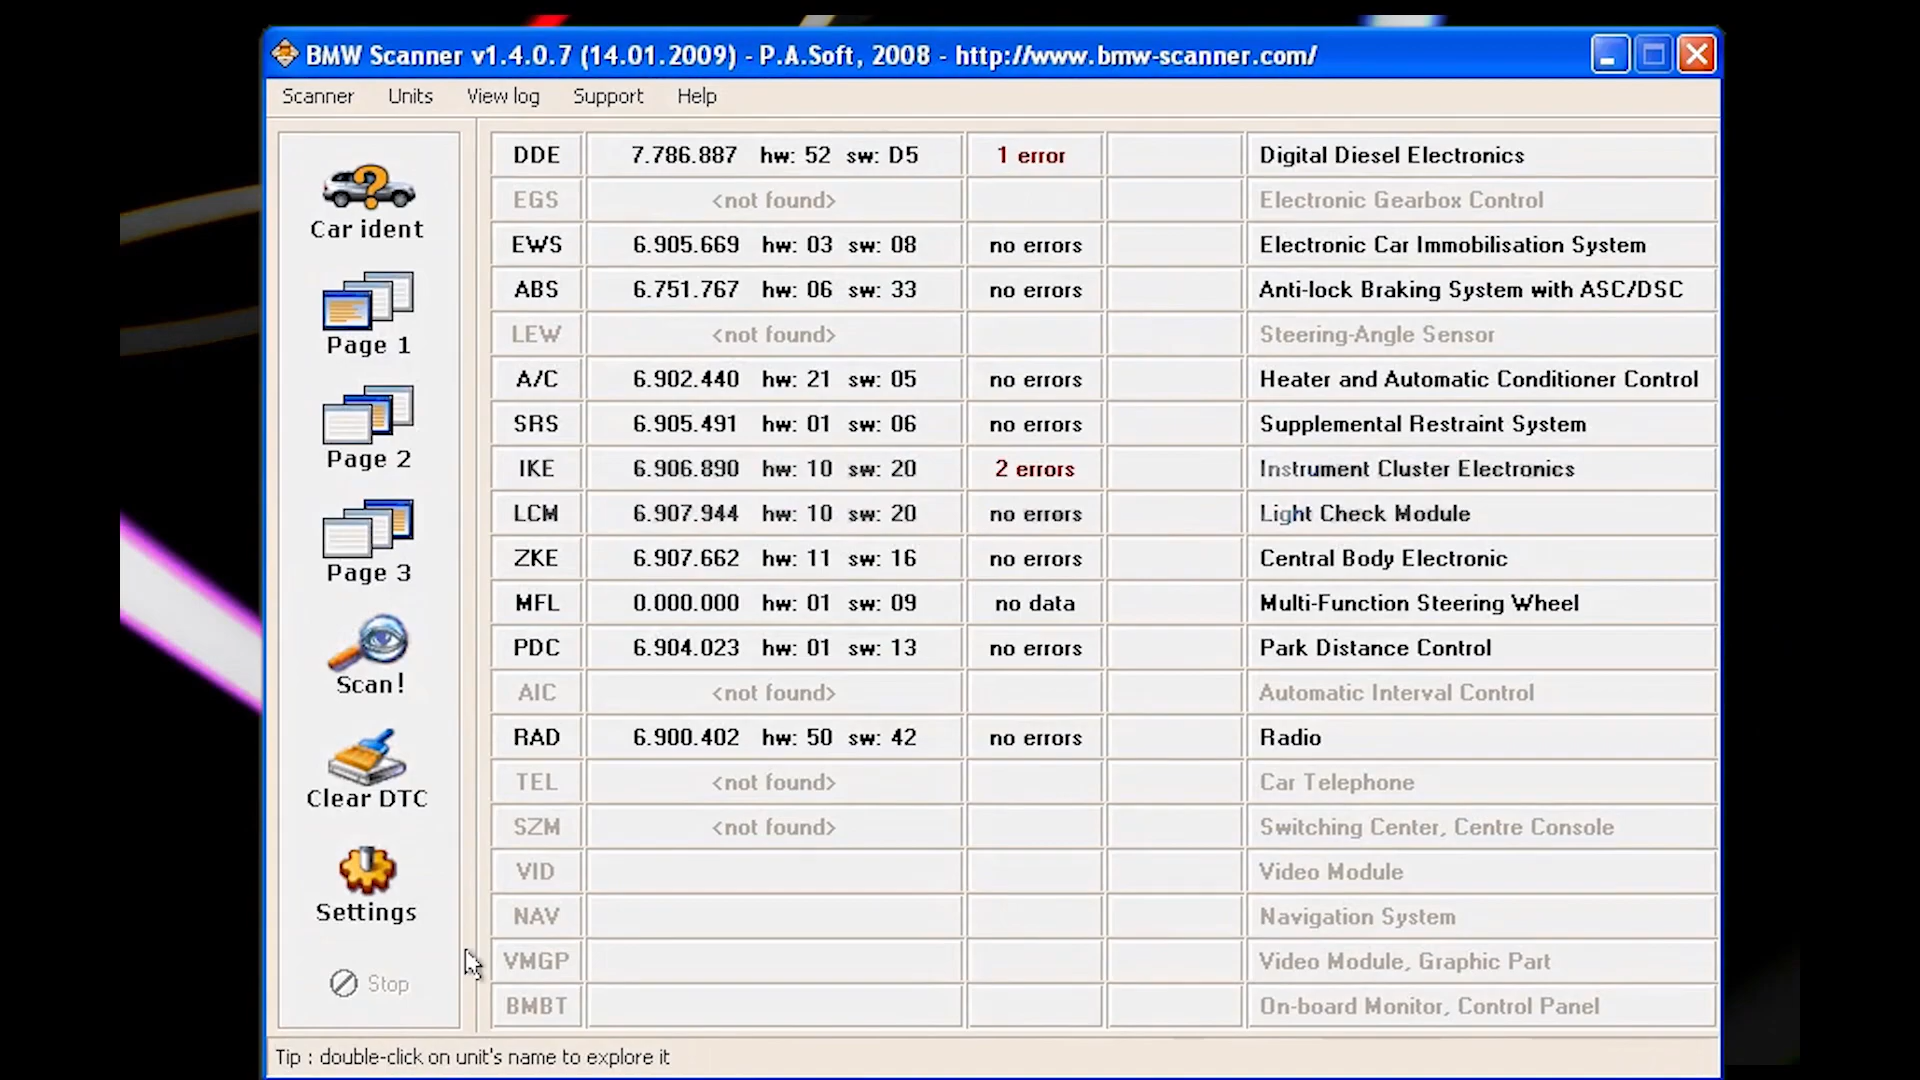 BMW Scanner v1.4.0.7 (14.01.2009) - P.A.Soft, 2008 - http://www.bmw-scanner.com/
Scanner Units View log Support Help
Car ident
Page 1
Page 2
Page 3
Scan!
Clear DTC
Settings
Stop
DDE 7.786.887 hw: 52 sw: D5 1 error Digital Diesel Electronics
EGS <not found> Electronic Gearbox Control
EWS 6.905.669 hw: 03 sw: 08 no errors Electronic Car Immobilisation System
ABS 6.751.767 hw: 06 sw: 33 no errors Anti-lock Braking System with ASC/DSC
LEW <not found> Steering-Angle Sensor
A/C 6.902.440 hw: 21 sw: 05 no errors Heater and Automatic Conditioner Control
SRS 6.905.491 hw: 01 sw: 06 no errors Supplemental Restraint System
IKE 6.906.890 hw: 10 sw: 20 2 errors Instrument Cluster Electronics
LCM 6.907.944 hw: 10 sw: 20 no errors Light Check Module
ZKE 6.907.662 hw: 11 sw: 16 no errors Central Body Electronic
MFL 0.000.000 hw: 01 sw: 09 no data Multi-Function Steering Wheel
PDC 6.904.023 hw: 01 sw: 13 no errors Park Distance Control
AIC <not found> Automatic Interval Control
RAD 6.900.402 hw: 50 sw: 42 no errors Radio
TEL <not found> Car Telephone
SZM <not found> Switching Center, Centre Console
VID Video Module
NAV Navigation System
VMGP Video Module, Graphic Part
BMBT On-board Monitor, Control Panel
Tip : double-click on unit's name to explore it